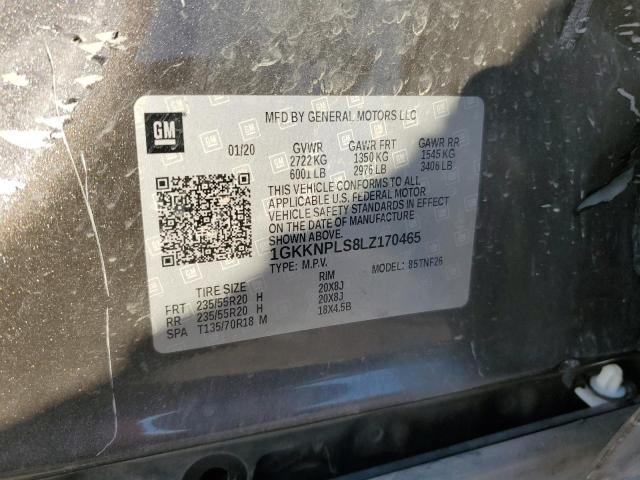 GM
MFD BY GENERAL MOTORS LLC
01/20 GVWR GAWR FRT GAWR RR
2722 KG 1350 KG 1545 KG
6001 LB 2976 LB 3406 LB
THIS VEHICLE CONFORMS TO ALL
APPLICABLE U.S. FEDERAL MOTOR
VEHICLE SAFETY STANDARDS IN EFFECT
ON THE DATE OF MANUFACTURE
SHOWN ABOVE.
1GKKNPLS8LZ170465
TYPE: M.P.V. MODEL: 85TNF26
TIRE SIZE RIM
FRT 235/55R20 H 20X8J
RR 235/55R20 H 20X8J
SPA T135/70R18 M 18X4.5B